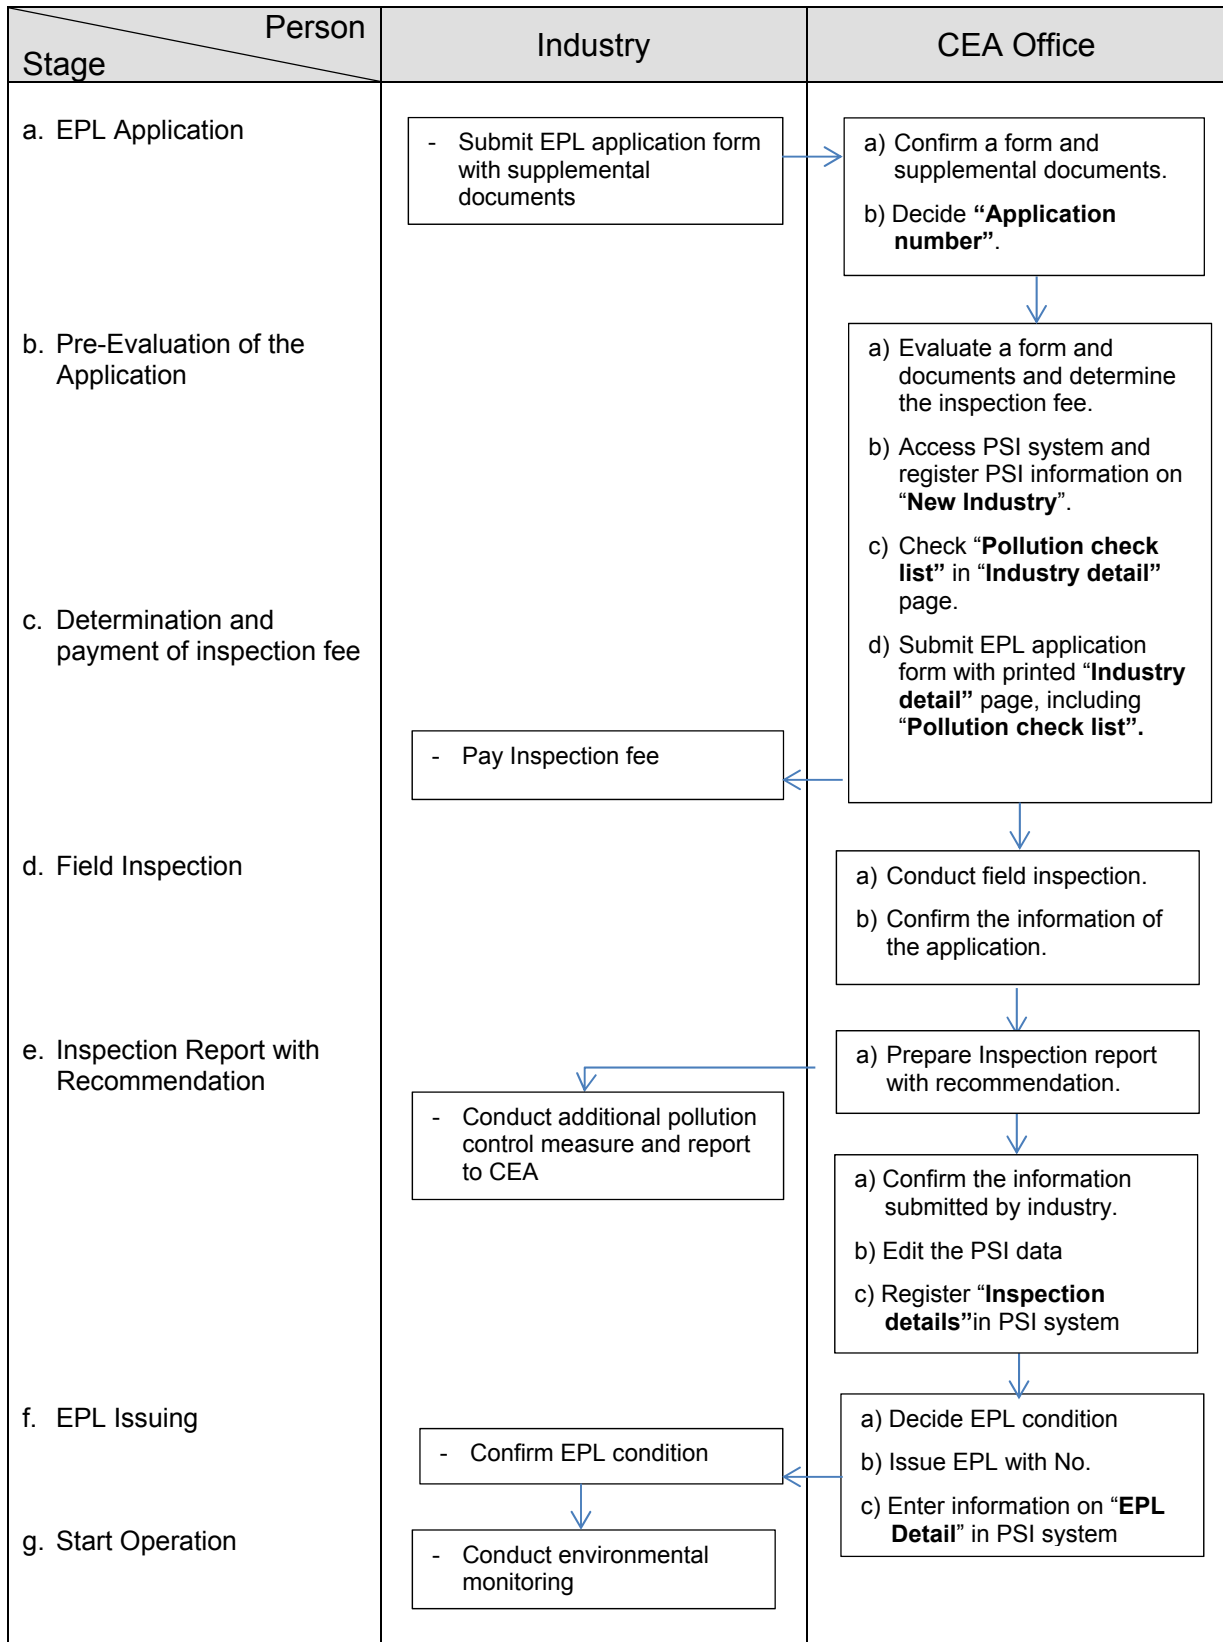 Person
Stage
Industry
CEA Office
a. EPL Application
- Submit EPL application form
with supplemental
documents
a) Confirm a form and
supplemental documents.
b) Decide “Application
number”.
b. Pre-Evaluation of the
Application
a) Evaluate a form and
documents and determine
the inspection fee.
b) Access PSI system and
register PSI information on
“New Industry”.
c) Check “Pollution check
list” in “Industry detail”
page.
d) Submit EPL application
form with printed “Industry
detail” page, including
“Pollution check list”.
c. Determination and
payment of inspection fee
- Pay Inspection fee
d. Field Inspection
a) Conduct field inspection.
b) Confirm the information of
the application.
e. Inspection Report with
Recommendation
a) Prepare Inspection report
with recommendation.
- Conduct additional pollution
control measure and report
to CEA
a) Confirm the information
submitted by industry.
b) Edit the PSI data
c) Register “Inspection
details”in PSI system
f. EPL Issuing
- Confirm EPL condition
a) Decide EPL condition
b) Issue EPL with No.
c) Enter information on “EPL
Detail” in PSI system
g. Start Operation
- Conduct environmental
monitoring